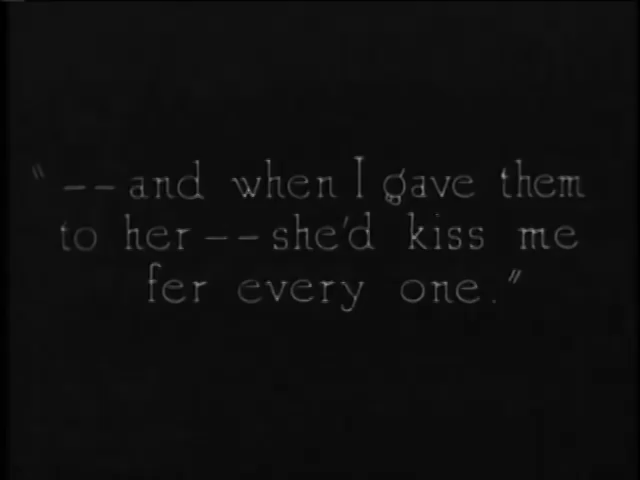 "-- and when I gave them
to her -- she'd kiss me
fer every one."